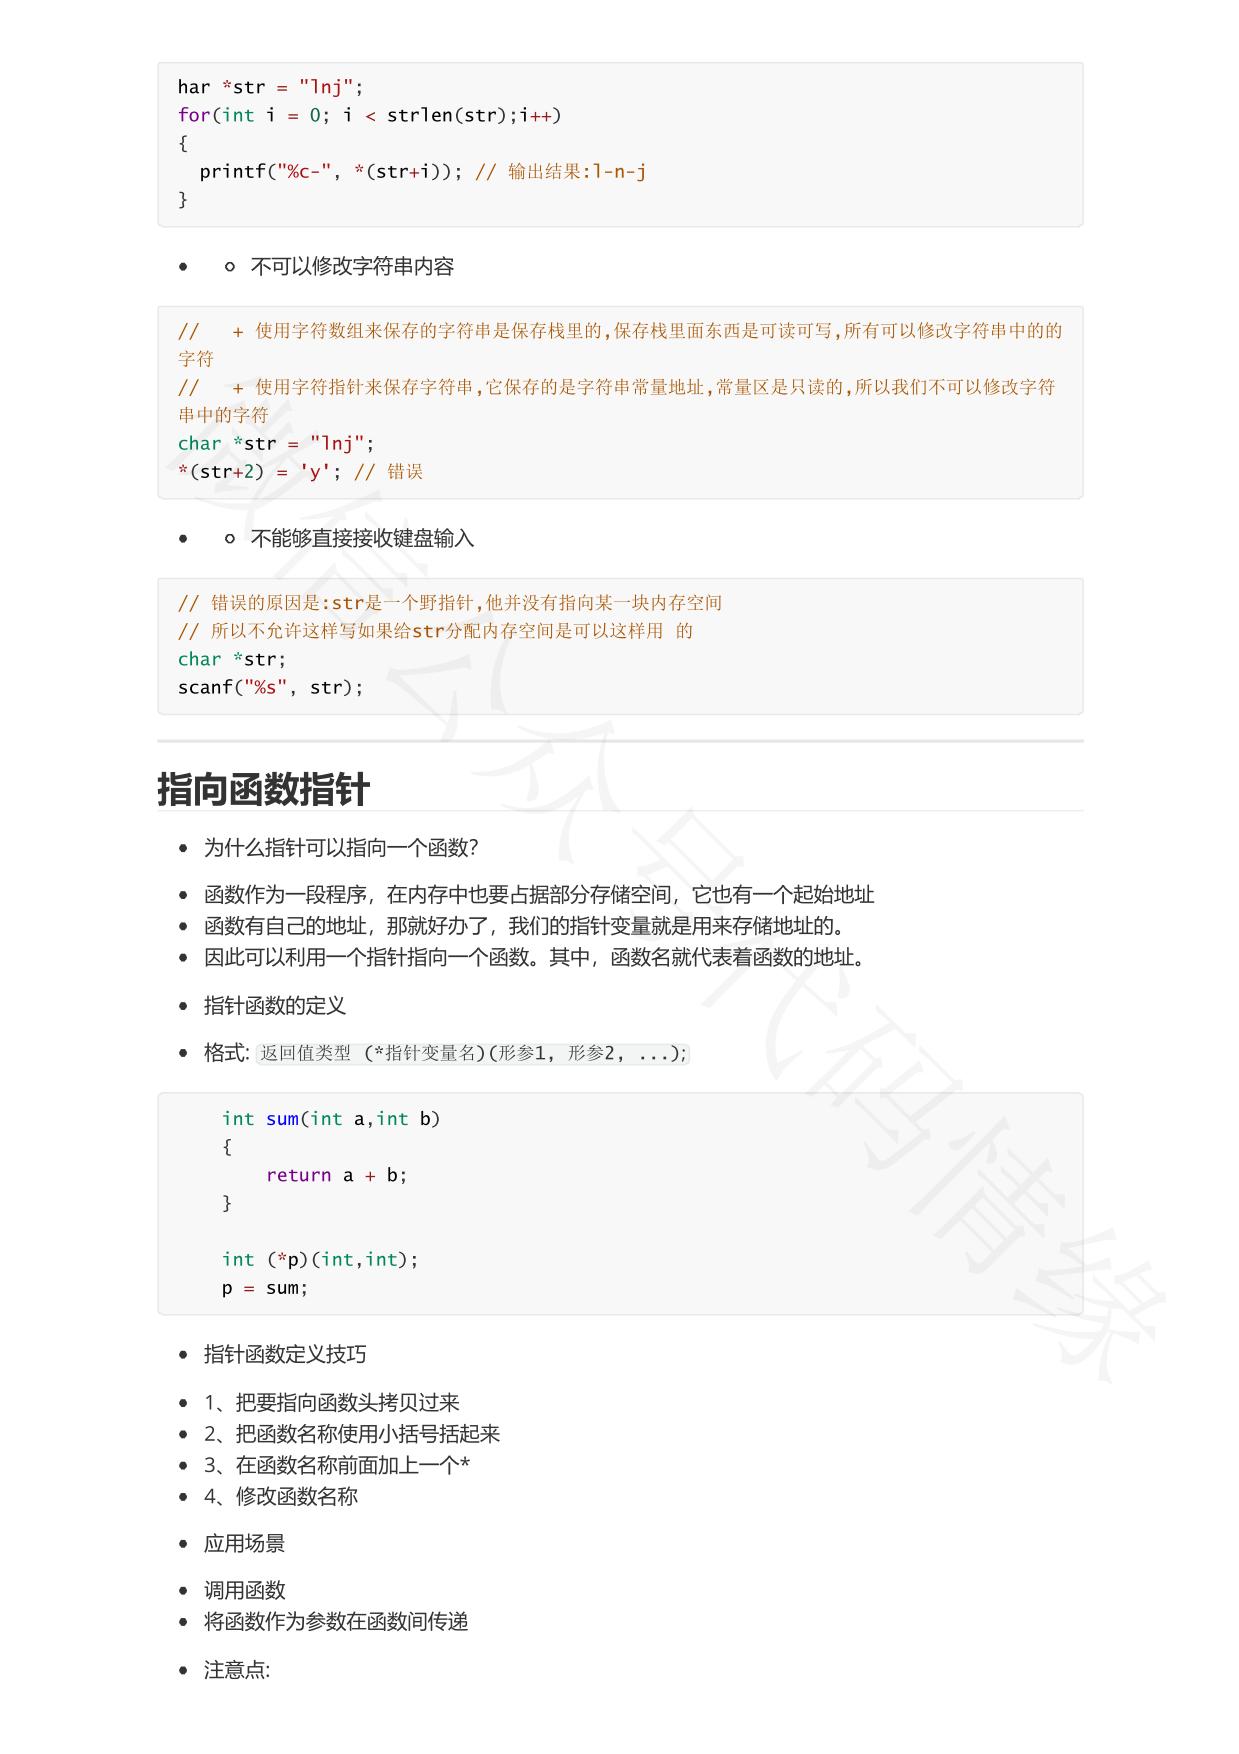 har *str = "lnj";
for(int i = 0; i < strlen(str);i++)
{
  printf("%c-", *(str+i)); // 输出结果:l-n-j
}
不可以修改字符串内容
//   + 使用字符数组来保存的字符串是保存栈里的,保存栈里面东西是可读可写,所有可以修改字符串中的的
字符
//   + 使用字符指针来保存字符串,它保存的是字符串常量地址,常量区是只读的,所以我们不可以修改字符
串中的字符
char *str = "lnj";
*(str+2) = 'y'; // 错误
不能够直接接收键盘输入
// 错误的原因是:str是一个野指针,他并没有指向某一块内存空间
// 所以不允许这样写如果给str分配内存空间是可以这样用 的
char *str;
scanf("%s", str);
指向函数指针
为什么指针可以指向一个函数?
函数作为一段程序，在内存中也要占据部分存储空间，它也有一个起始地址
函数有自己的地址，那就好办了，我们的指针变量就是用来存储地址的。
因此可以利用一个指针指向一个函数。其中，函数名就代表着函数的地址。
指针函数的定义
格式: 返回值类型 (*指针变量名)(形参1, 形参2, ...);
    int sum(int a,int b)
    {
        return a + b;
    }
    int (*p)(int,int);
    p = sum;
指针函数定义技巧
1、把要指向函数头拷贝过来
2、把函数名称使用小括号括起来
3、在函数名称前面加上一个*
4、修改函数名称
应用场景
调用函数
将函数作为参数在函数间传递
注意点:
微信公众号代码情缘